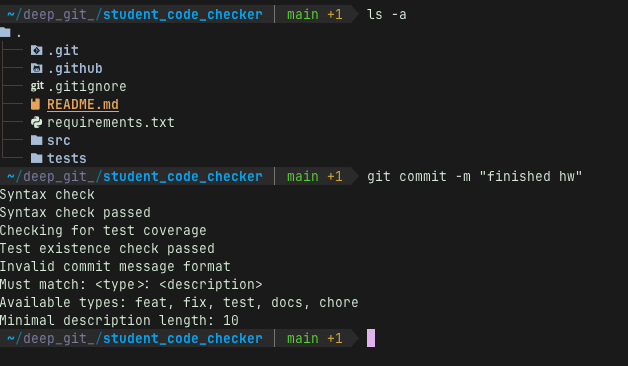 ~/deep_git_/student_code_checker main +1 ls -a
.
.git
.github
git .gitignore
README.md
requirements.txt
src
tests
~/deep_git_/student_code_checker main +1 git commit -m "finished hw"
Syntax check
Syntax check passed
Checking for test coverage
Test existence check passed
Invalid commit message format
Must match: <type>: <description>
Available types: feat, fix, test, docs, chore
Minimal description length: 10
~/deep_git_/student_code_checker main +1